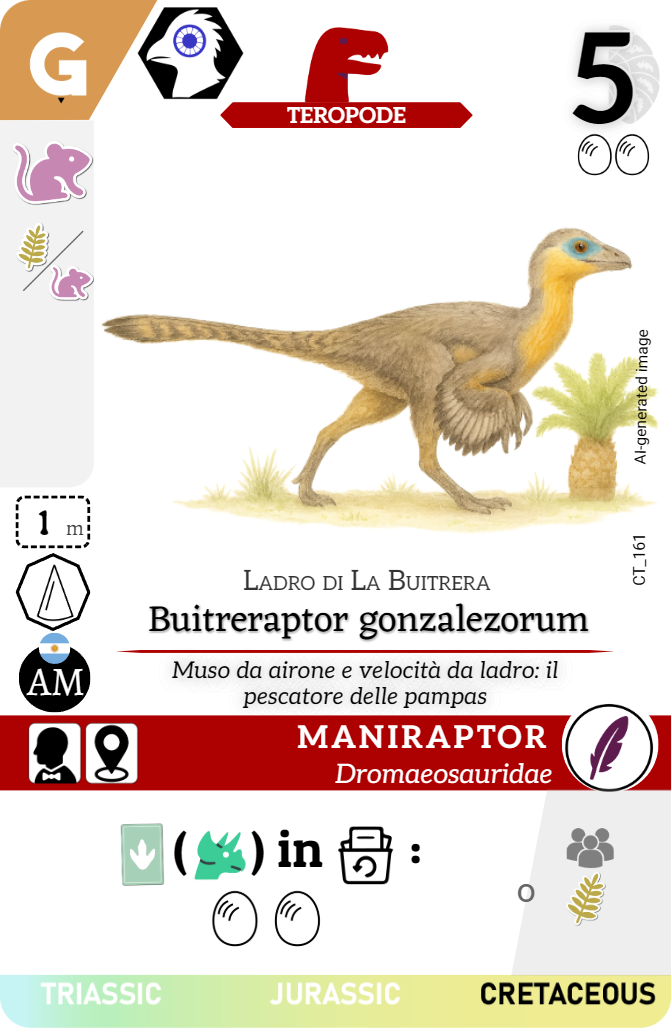 G
TEROPODE
5
AI-generated image
CT_161
1 m
AM
Ladro di La Buitrera
Buitreraptor gonzalezorum
Muso da airone e velocità da ladro: il
pescatore delle pampas
MANIRAPTOR
Dromaeosauridae
( ) in :
o
TRIASSIC JURASSIC CRETACEOUS